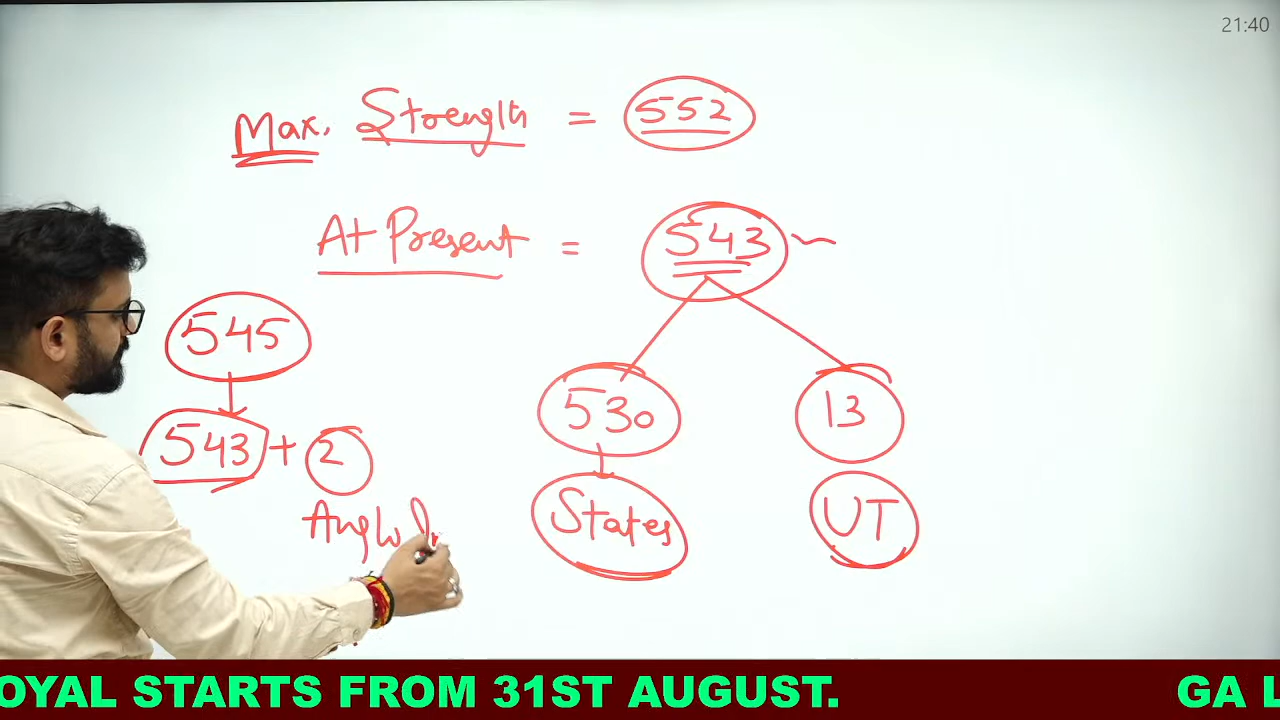 21:40
Max. Strength = 552
At Present = 543
545
530 13
543 + 2
States UT
Anglo
OYAL STARTS FROM 31ST AUGUST. GA L